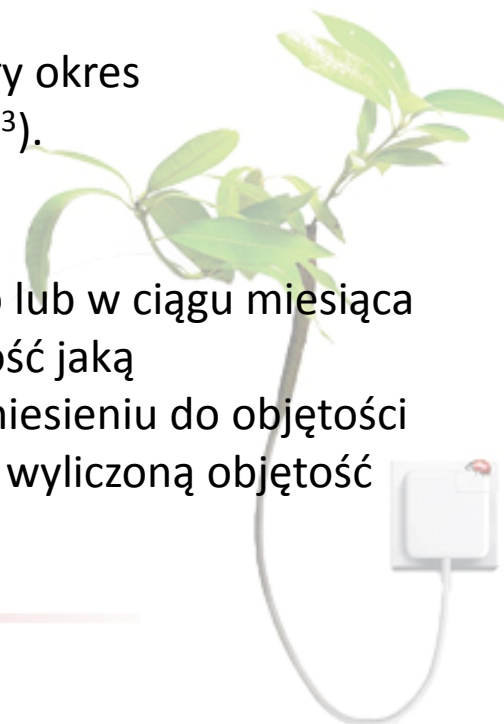 y okres
³).
lub w ciągu miesiąca
ość jaką
niesieniu do objętości
wyliczoną objętość